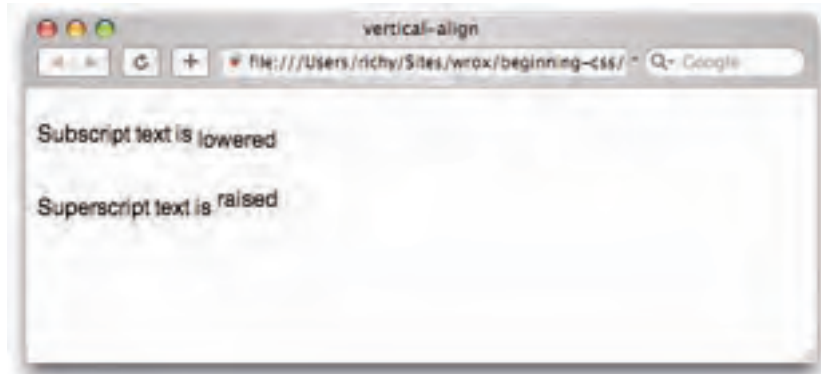 vertical-align
file:///Users/richy/Sites/wrox/beginning-css/ Google
Subscript text is lowered
Superscript text is raised